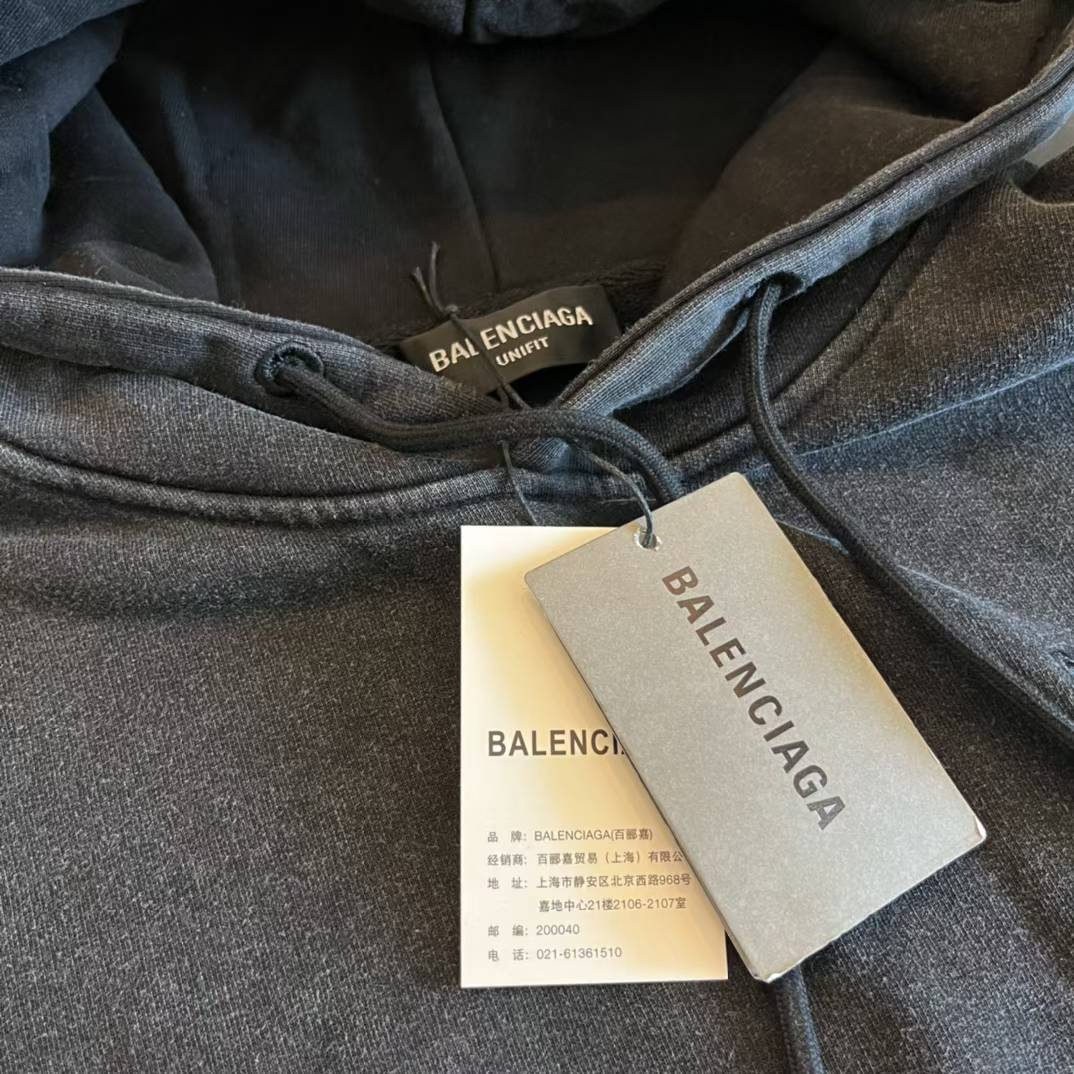 BALENCIAGA
UNIFIT
BALENCIAGA
BALENCI
品 牌: BALENCIAGA(百郦嘉)
经销商: 百郦嘉贸易（上海）有限公
地 址: 上海市静安区北京西路968号
嘉地中心21楼2106-2107室
邮 编: 200040
电 话: 021-61361510